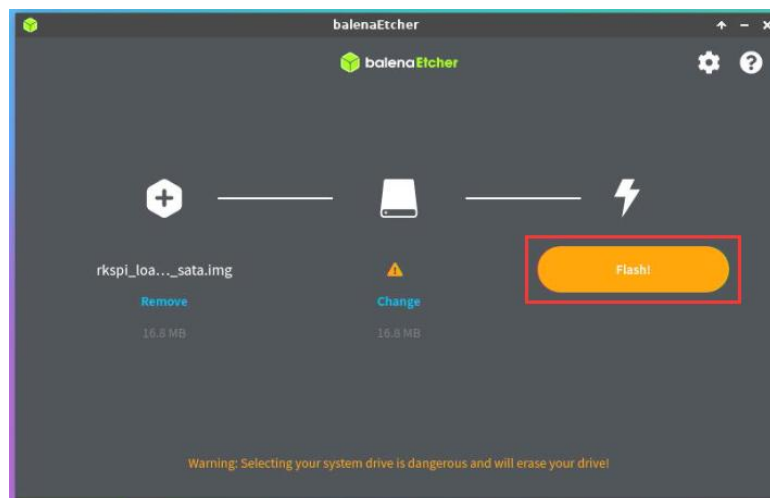 balenaEtcher
balenaEtcher
rkspi_loa..._sata.img
Flash!
Remove
Change
16.8 MB
16.8 MB
Warning: Selecting your system drive is dangerous and will erase your drive!